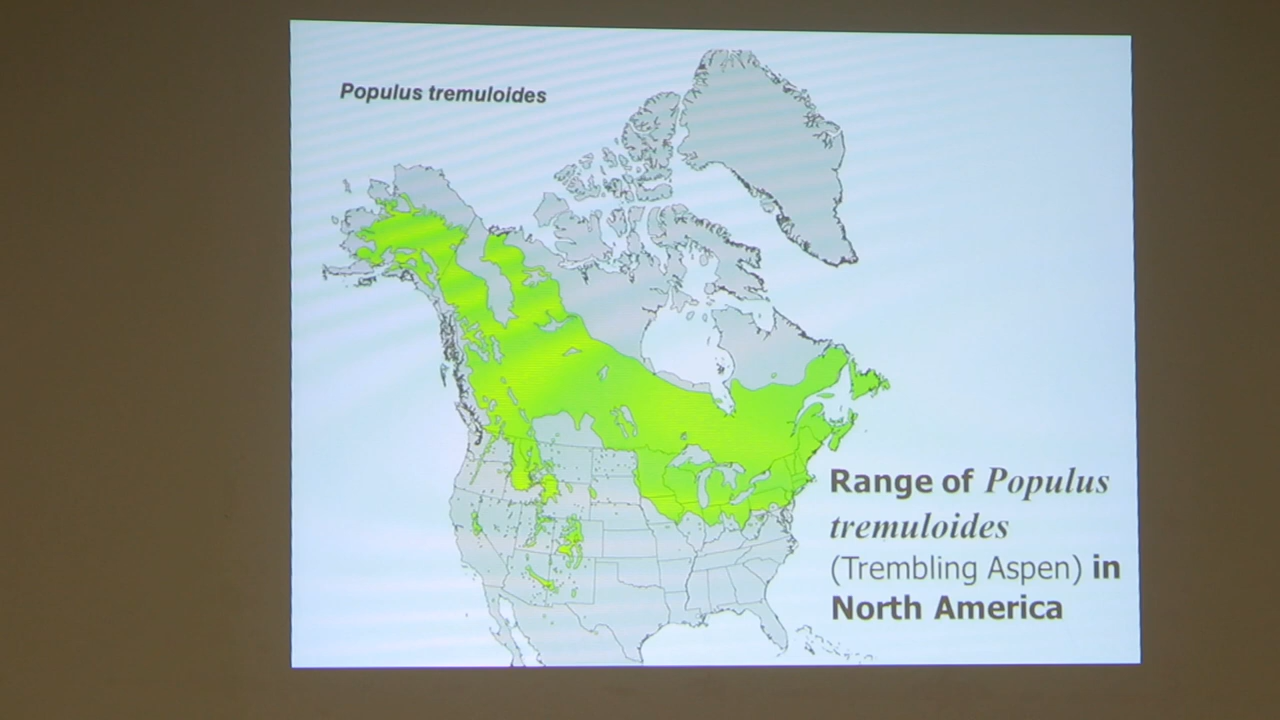 Populus tremuloides
Range of Populus
tremuloides
(Trembling Aspen) in
North America